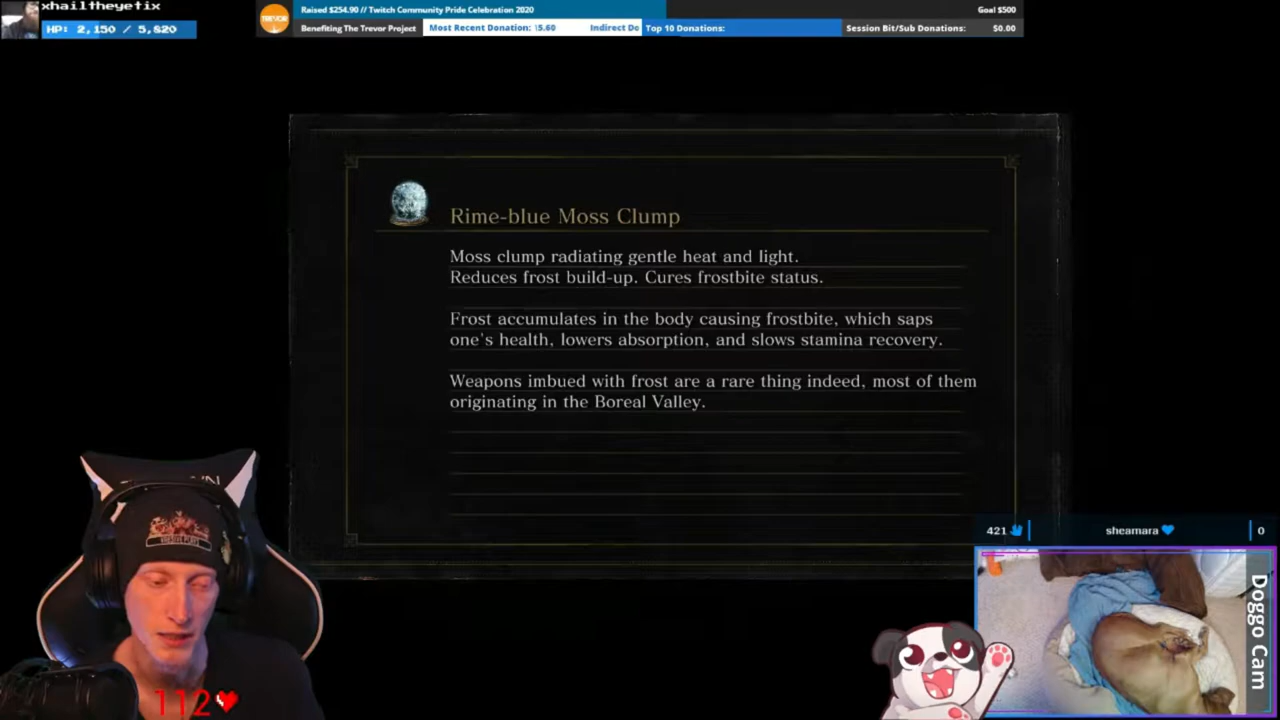 xhailtheyetix
HP: 2,150 / 5,820
TREVOR
Raised $254.90 // Twitch Community Pride Celebration 2020
Goal $500
Benefiting The Trevor Project
Most Recent Donation: \5.60
Indirect Do
Top 10 Donations:
Session Bit/Sub Donations:
$0.00
Rime-blue Moss Clump
Moss clump radiating gentle heat and light.
Reduces frost build-up. Cures frostbite status.
Frost accumulates in the body causing frostbite, which saps
one's health, lowers absorption, and slows stamina recovery.
Weapons imbued with frost are a rare thing indeed, most of them
originating in the Boreal Valley.
421
sheamara
0
Doggo Cam
112